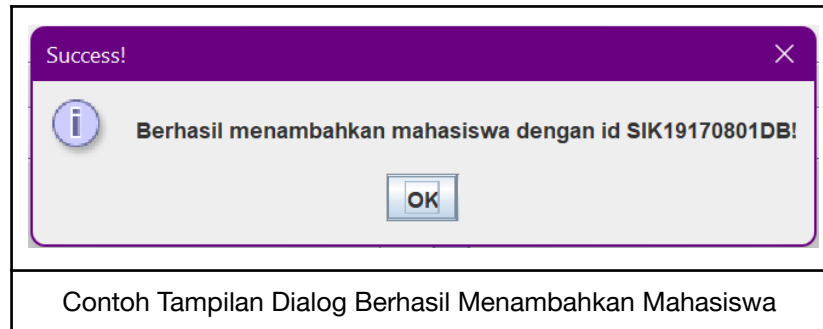 Success!
Berhasil menambahkan mahasiswa dengan id SIK19170801DB!
OK
Contoh Tampilan Dialog Berhasil Menambahkan Mahasiswa